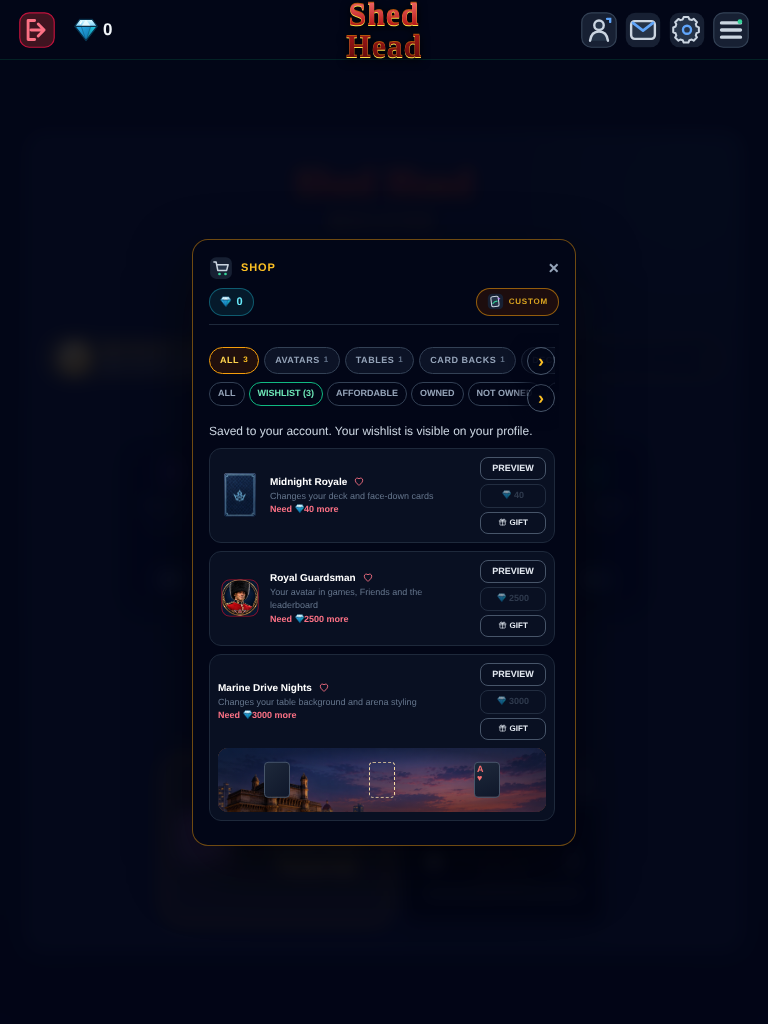 0
Shed
Head
SHOP
×
0
CUSTOM
ALL 3
AVATARS 1
TABLES 1
CARD BACKS 1
›
ALL
WISHLIST (3)
AFFORDABLE
OWNED
NOT OWNED
›
Saved to your account. Your wishlist is visible on your profile.
Midnight Royale
Changes your deck and face-down cards
Need 40 more
PREVIEW
40
GIFT
Royal Guardsman
Your avatar in games, Friends and the
leaderboard
Need 2500 more
PREVIEW
2500
GIFT
Marine Drive Nights
Changes your table background and arena styling
Need 3000 more
PREVIEW
3000
GIFT
A